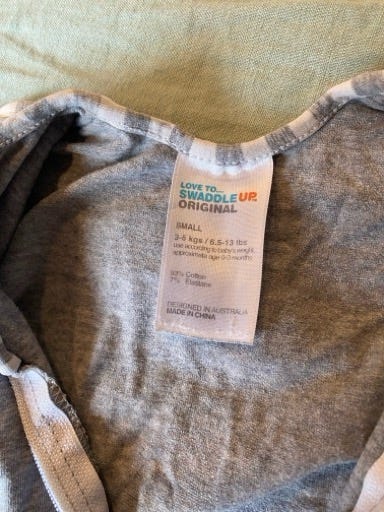 LOVE TO...
SWADDLE UP.
ORIGINAL
SMALL
3-6 kgs / 6.5-13 lbs
use according to baby's weight,
approximate age 0-3 months
93% Cotton
7% Elastane
DESIGNED IN AUSTRALIA
MADE IN CHINA